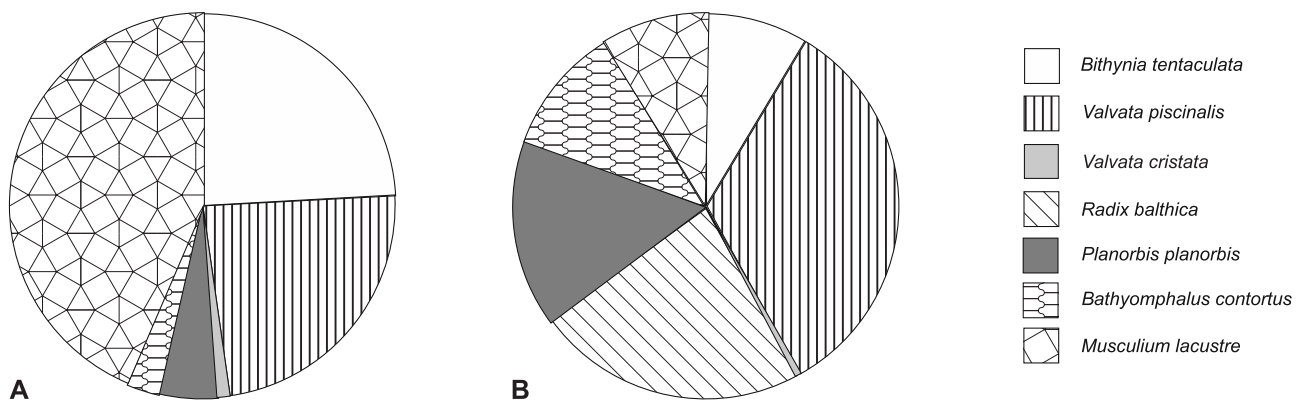 A
B
Bithynia tentaculata
Valvata piscinalis
Valvata cristata
Radix balthica
Planorbis planorbis
Bathyomphalus contortus
Musculium lacustre